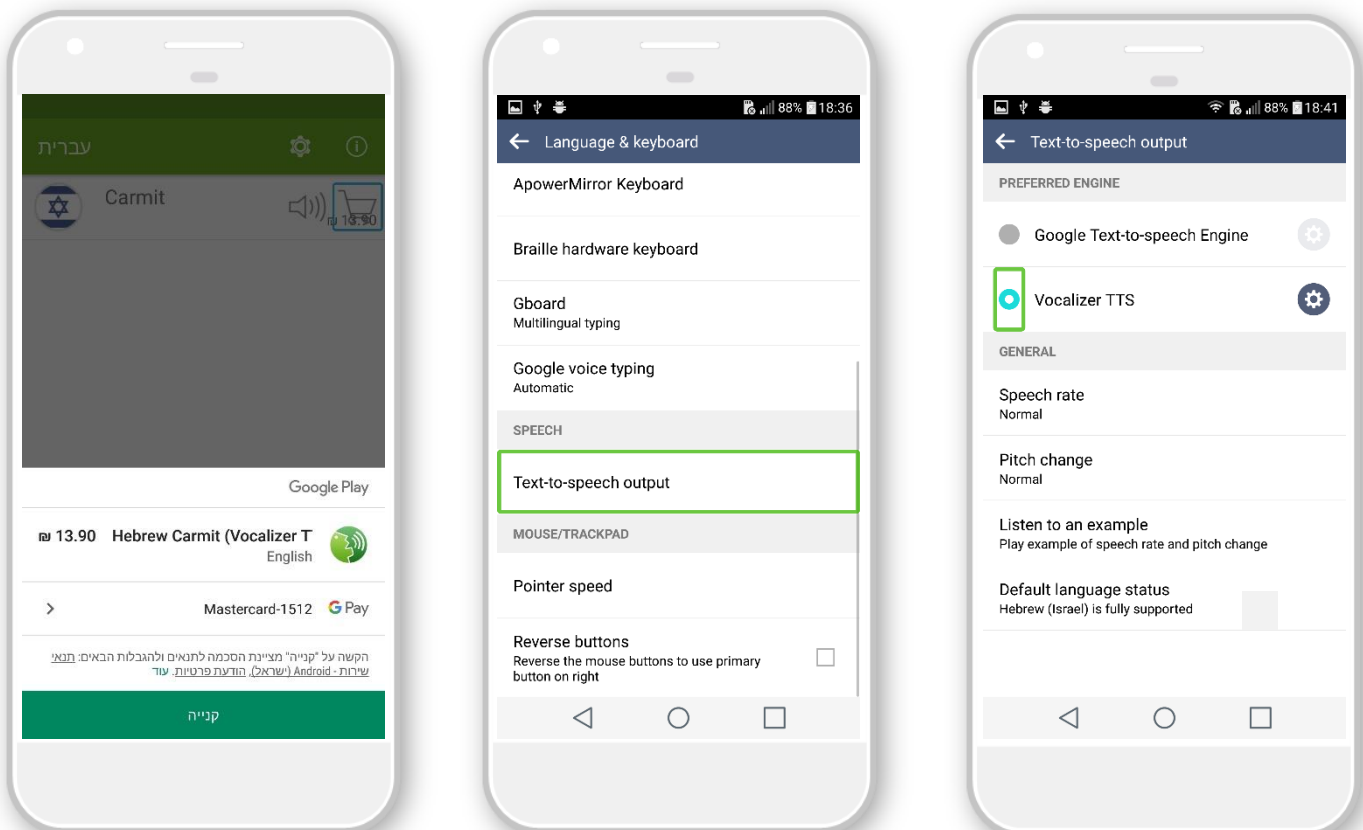 עברית
Carmit
₪ 13.90
Google Play
₪ 13.90 Hebrew Carmit (Vocalizer T
English
Mastercard-1512 G Pay
הקשה על "קנייה" מציינת הסכמה לתנאים ולהגבלות הבאים: תנאי
שירות - Android (ישראל), הודעת פרטיות. עוד
קנייה
88% 18:36
Language & keyboard
ApowerMirror Keyboard
Braille hardware keyboard
Gboard
Multilingual typing
Google voice typing
Automatic
SPEECH
Text-to-speech output
MOUSE/TRACKPAD
Pointer speed
Reverse buttons
Reverse the mouse buttons to use primary
button on right
88% 18:41
Text-to-speech output
PREFERRED ENGINE
Google Text-to-speech Engine
Vocalizer TTS
GENERAL
Speech rate
Normal
Pitch change
Normal
Listen to an example
Play example of speech rate and pitch change
Default language status
Hebrew (Israel) is fully supported